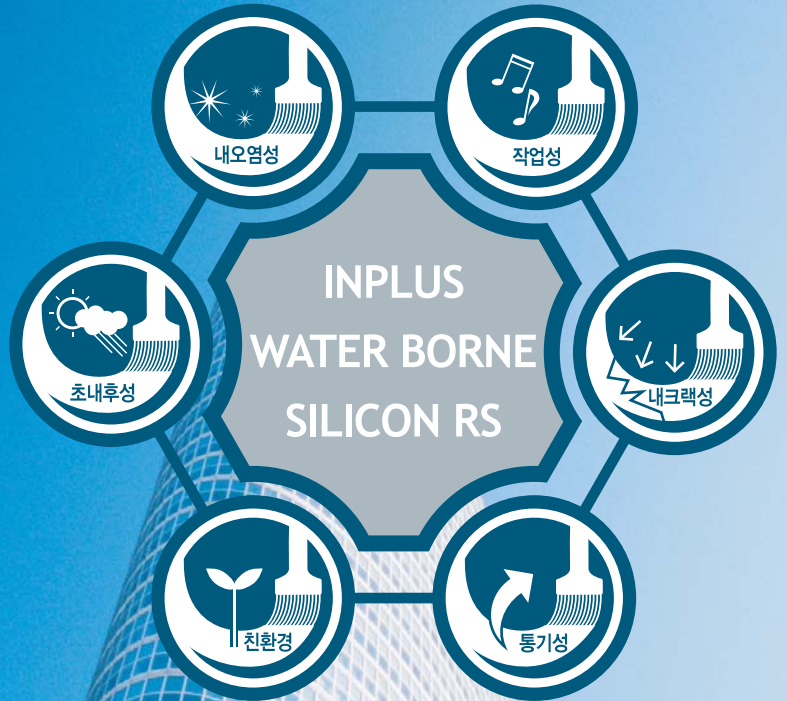 내오염성
작업성
INPLUS
WATER BORNE
SILICON RS
초내후성
내크랙성
친환경
통기성